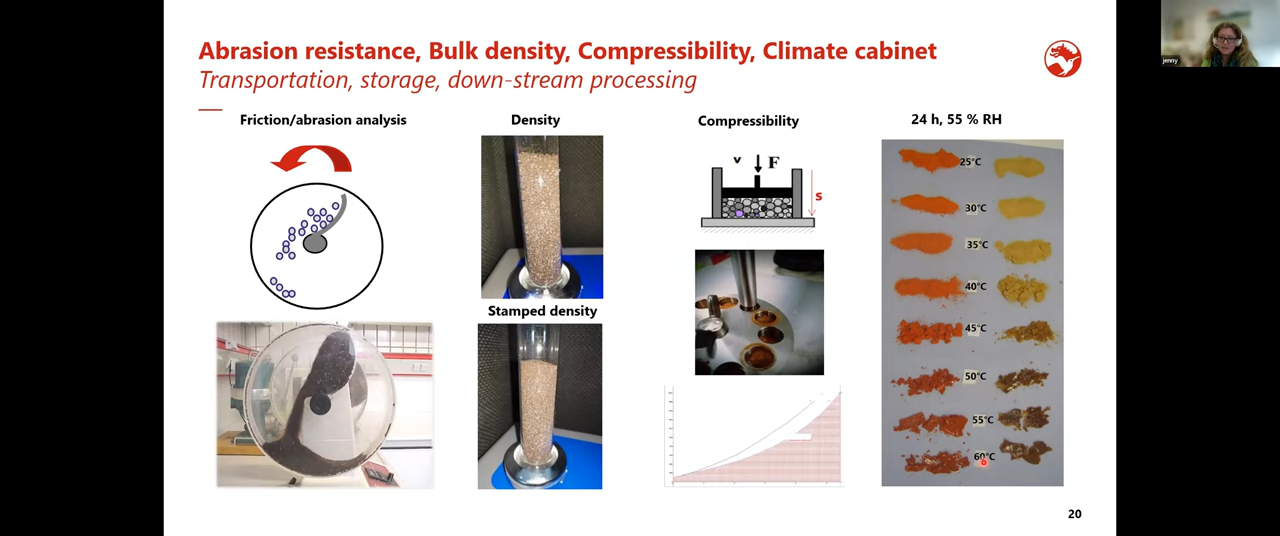 Abrasion resistance, Bulk density, Compressibility, Climate cabinet
Transportation, storage, down-stream processing
Friction/abrasion analysis
Density
Stamped density
Compressibility
v
F
s
24 h, 55 % RH
25°C
30°C
35°C
40°C
45°C
50°C
55°C
60°C
20
jenny